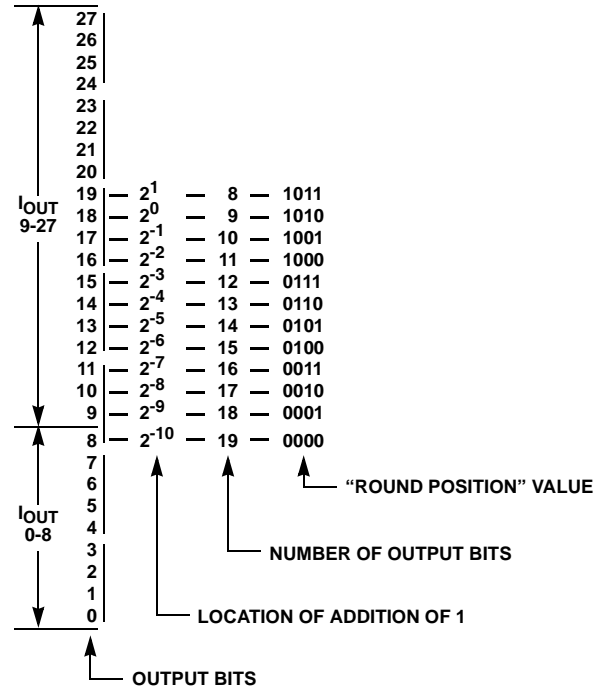 27
26
25
24
23
22
21
20
19 — 2^1 — 8 — 1011
18 — 2^0 — 9 — 1010
17 — 2^-1 — 10 — 1001
16 — 2^-2 — 11 — 1000
15 — 2^-3 — 12 — 0111
14 — 2^-4 — 13 — 0110
13 — 2^-5 — 14 — 0101
12 — 2^-6 — 15 — 0100
11 — 2^-7 — 16 — 0011
10 — 2^-8 — 17 — 0010
9 — 2^-9 — 18 — 0001
8 — 2^-10 — 19 — 0000
7
6
5
4
3
2
1
0
IOUT
9-27
IOUT
0-8
“ROUND POSITION” VALUE
NUMBER OF OUTPUT BITS
LOCATION OF ADDITION OF 1
OUTPUT BITS